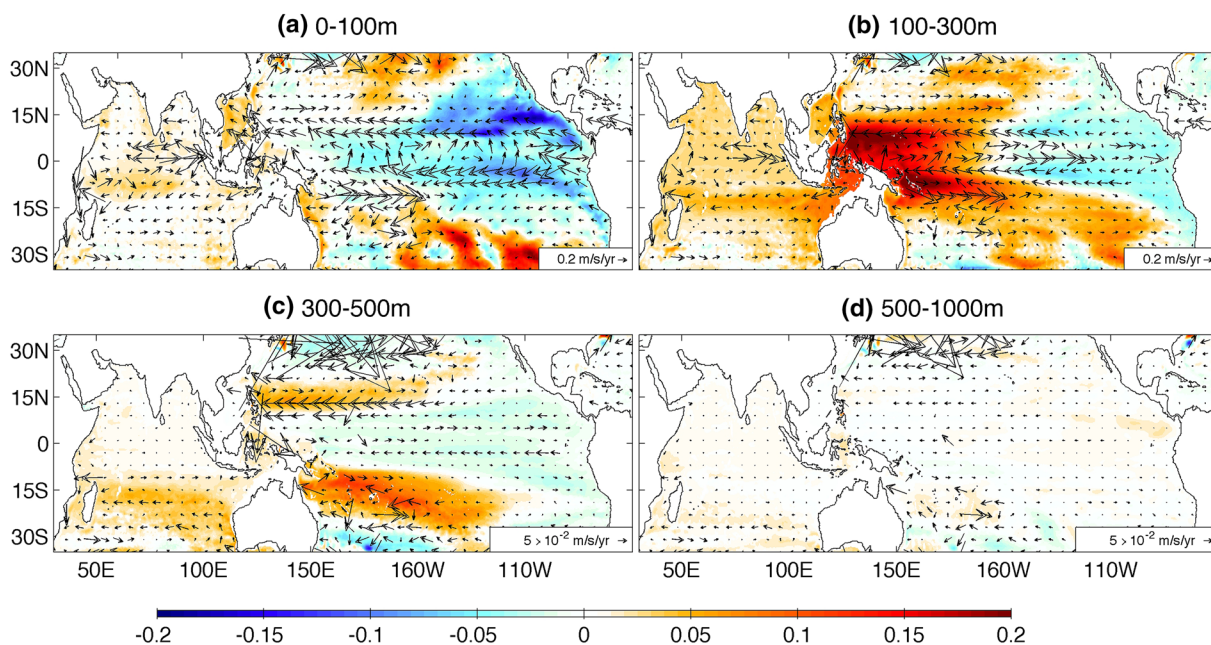 (a) 0-100m
(b) 100-300m
30N
15N
0
15S
30S
0.2 m/s/yr
0.2 m/s/yr
(c) 300-500m
(d) 500-1000m
30N
15N
0
15S
30S
5 × 10⁻² m/s/yr
5 × 10⁻² m/s/yr
50E 100E 150E 160W 110W
50E 100E 150E 160W 110W
-0.2 -0.15 -0.1 -0.05 0 0.05 0.1 0.15 0.2